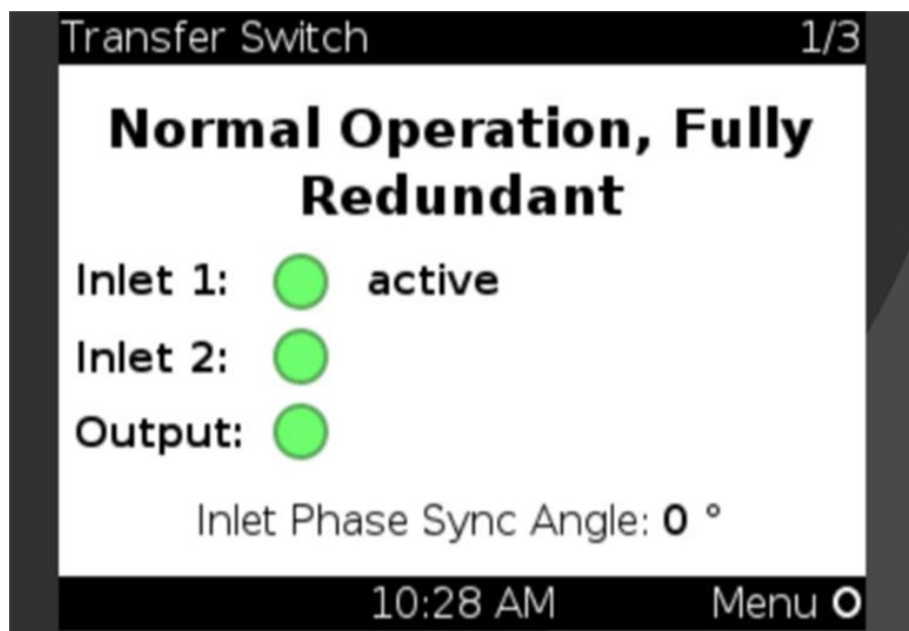 Transfer Switch 1/3
Normal Operation, Fully
Redundant
Inlet 1: active
Inlet 2:
Output:
Inlet Phase Sync Angle: 0 °
10:28 AM Menu